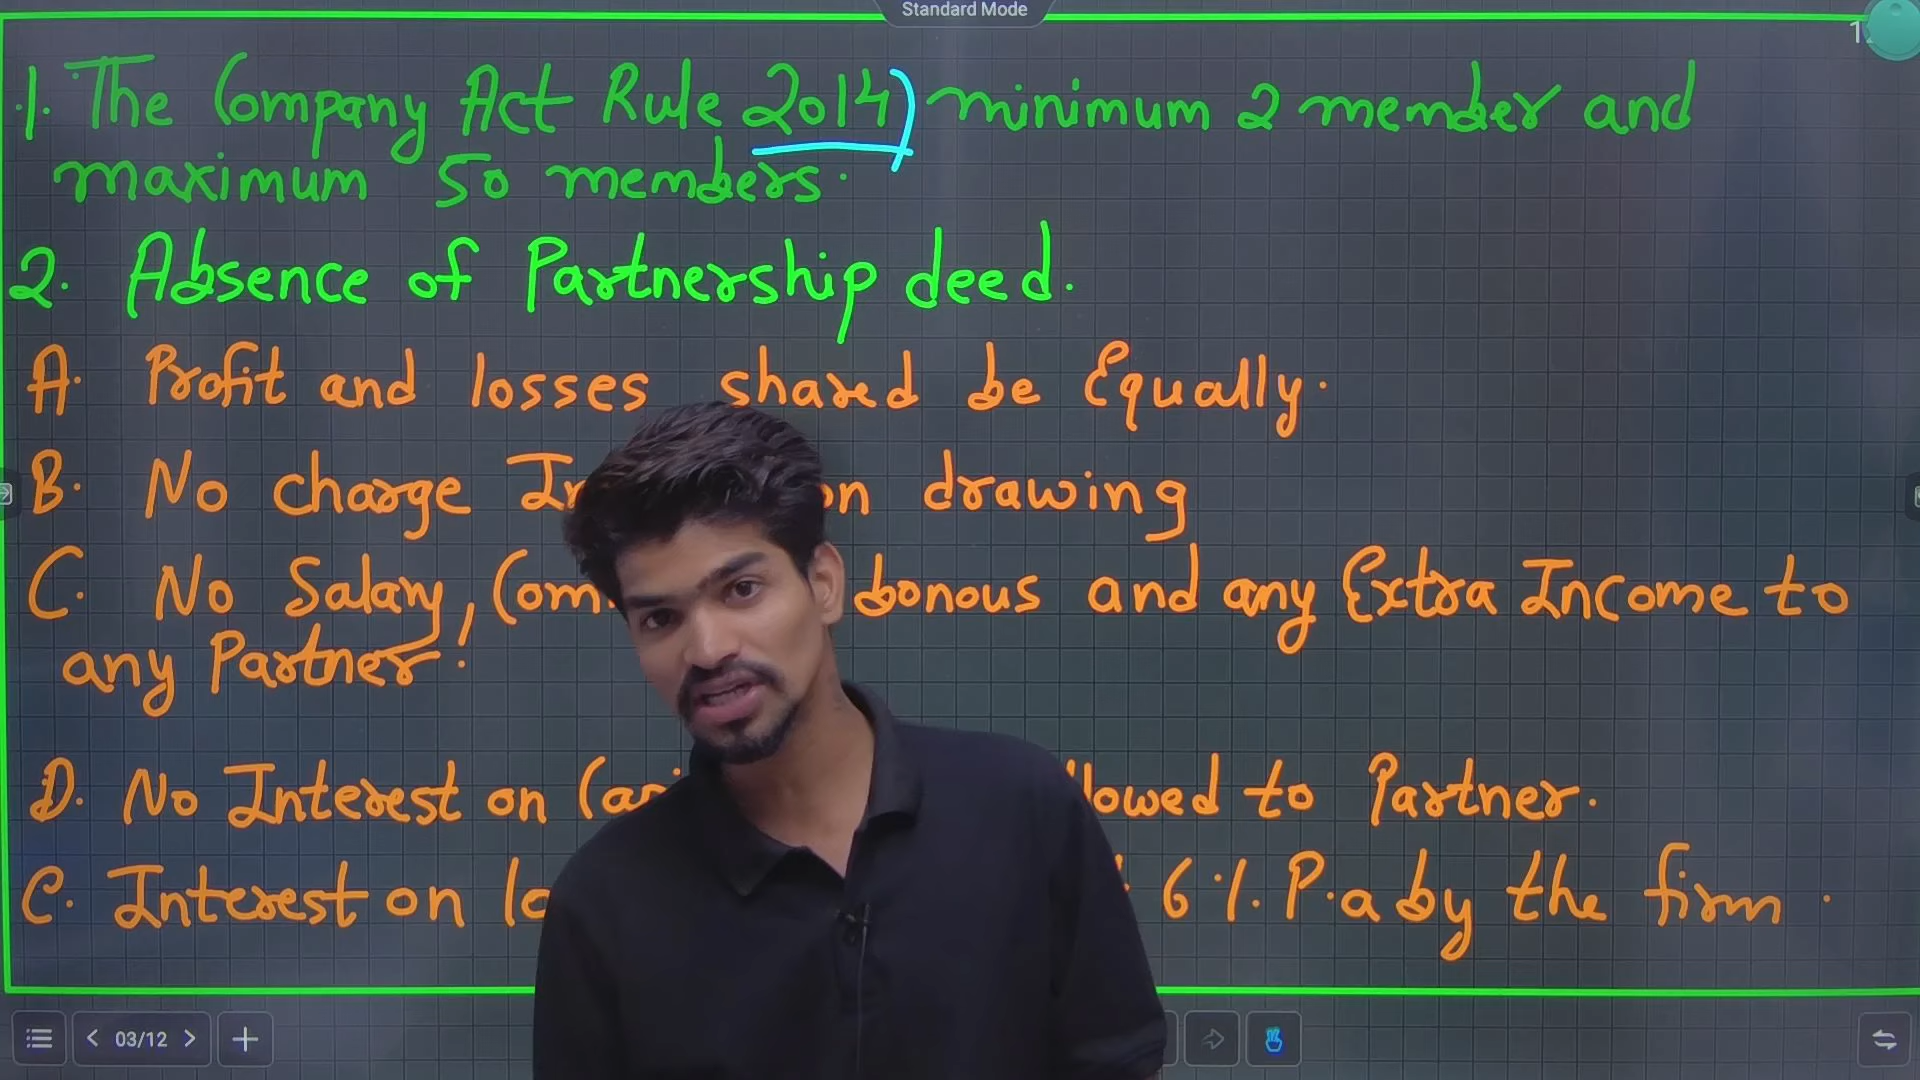 Standard Mode
1. The Company Act Rule 2014) minimum 2 member and
maximum 50 members.
2. Absence of Partnership deed.
A. Profit and losses shared be Equally.
B. No charge on drawing
C. No Salary, bonous and any Extra Income to
any Partner!
D. No Interest on to Partner.
C. Interest on 6%. P.a by the firm.
03/12